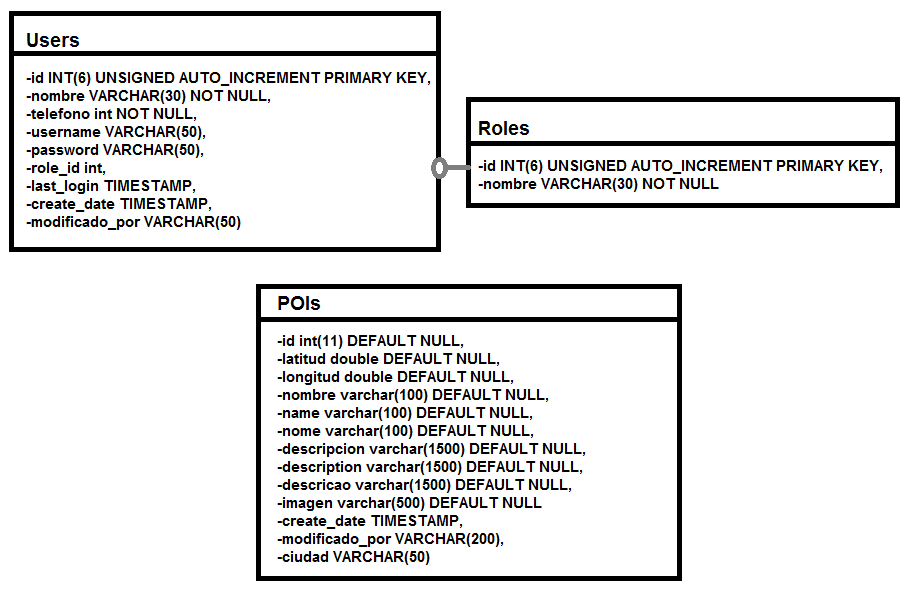 Users
-id INT(6) UNSIGNED AUTO_INCREMENT PRIMARY KEY,
-nombre VARCHAR(30) NOT NULL,
-telefono int NOT NULL,
-username VARCHAR(50),
-password VARCHAR(50),
-role_id int,
-last_login TIMESTAMP,
-create_date TIMESTAMP,
-modificado_por VARCHAR(50)
Roles
-id INT(6) UNSIGNED AUTO_INCREMENT PRIMARY KEY,
-nombre VARCHAR(30) NOT NULL
POIs
-id int(11) DEFAULT NULL,
-latitud double DEFAULT NULL,
-longitud double DEFAULT NULL,
-nombre varchar(100) DEFAULT NULL,
-name varchar(100) DEFAULT NULL,
-nome varchar(100) DEFAULT NULL,
-descripcion varchar(1500) DEFAULT NULL,
-description varchar(1500) DEFAULT NULL,
-descricao varchar(1500) DEFAULT NULL,
-imagen varchar(500) DEFAULT NULL
-create_date TIMESTAMP,
-modificado_por VARCHAR(200),
-ciudad VARCHAR(50)